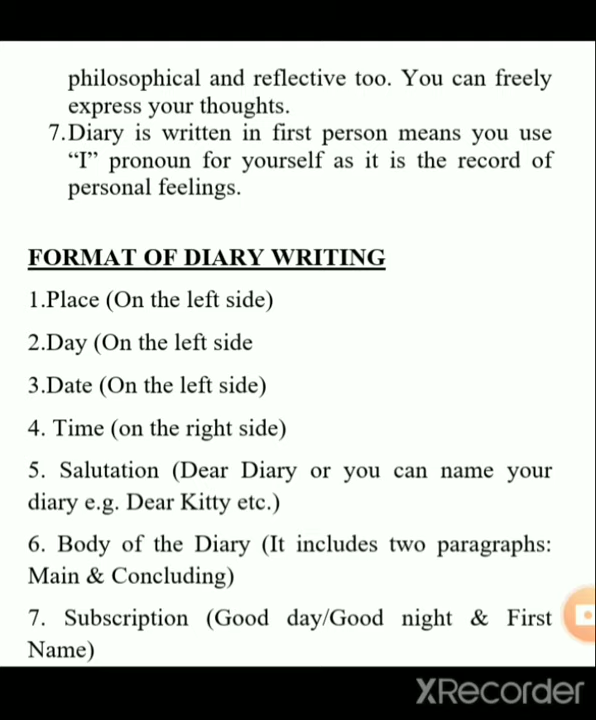 philosophical and reflective too. You can freely
express your thoughts.
7.Diary is written in first person means you use
“I” pronoun for yourself as it is the record of
personal feelings.
FORMAT OF DIARY WRITING
1.Place (On the left side)
2.Day (On the left side
3.Date (On the left side)
4. Time (on the right side)
5. Salutation (Dear Diary or you can name your
diary e.g. Dear Kitty etc.)
6. Body of the Diary (It includes two paragraphs:
Main & Concluding)
7. Subscription (Good day/Good night & First
Name)
XRecorder